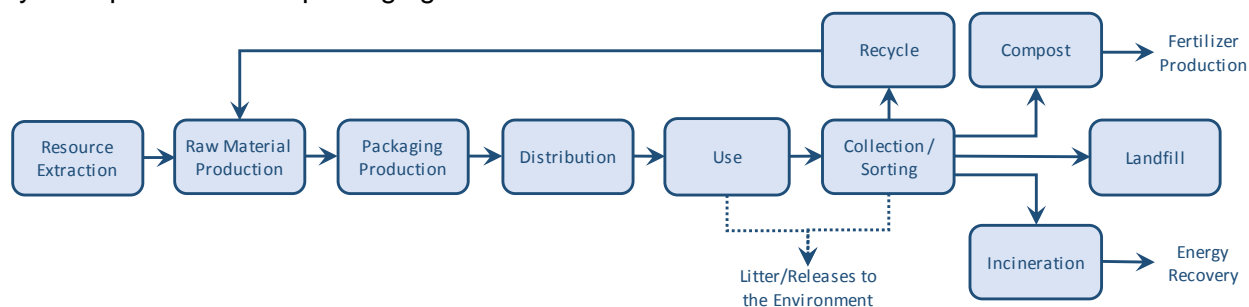 Recycle
Compost
Fertilizer
Production
Resource
Extraction
Raw Material
Production
Packaging
Production
Distribution
Use
Collection /
Sorting
Landfill
Incineration
Energy
Recovery
Litter/Releases to
the Environment